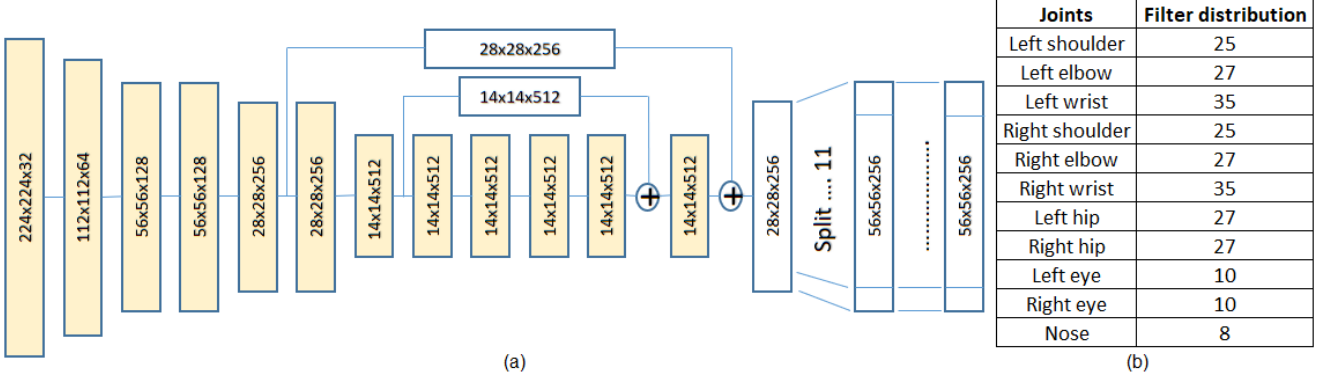 28x28x256
14x14x512
224x224x32
112x112x64
56x56x128
56x56x128
28x28x256
28x28x256
14x14x512
14x14x512
14x14x512
14x14x512
14x14x512
+
14x14x512
+
28x28x256
Split .... 11
56x56x256
....................
56x56x256
(a)
Joints Filter distribution
Left shoulder 25
Left elbow 27
Left wrist 35
Right shoulder 25
Right elbow 27
Right wrist 35
Left hip 27
Right hip 27
Left eye 10
Right eye 10
Nose 8
(b)